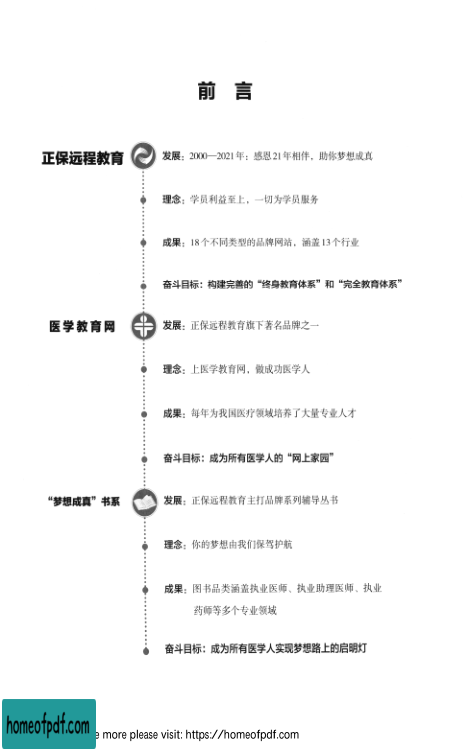 前言
正保远程教育
发展：2000—2021年：感恩21年相伴，助你梦想成真
理念：学员利益至上，一切为学员服务
成果：18个不同类型的品牌网站，涵盖13个行业
奋斗目标：构建完善的“终身教育体系”和“完全教育体系”
医学教育网
发展：正保远程教育旗下著名品牌之一
理念：上医学教育网，做成功医学人
成果：每年为我国医疗领域培养了大量专业人才
奋斗目标：成为所有医学人的“网上家园”
“梦想成真”书系
发展：正保远程教育主打品牌系列辅导丛书
理念：你的梦想由我们保驾护航
成果：图书品类涵盖执业医师、执业助理医师、执业
药师等多个专业领域
奋斗目标：成为所有医学人实现梦想路上的启明灯
homeofpdf.com
e more please visit: https://homeofpdf.com